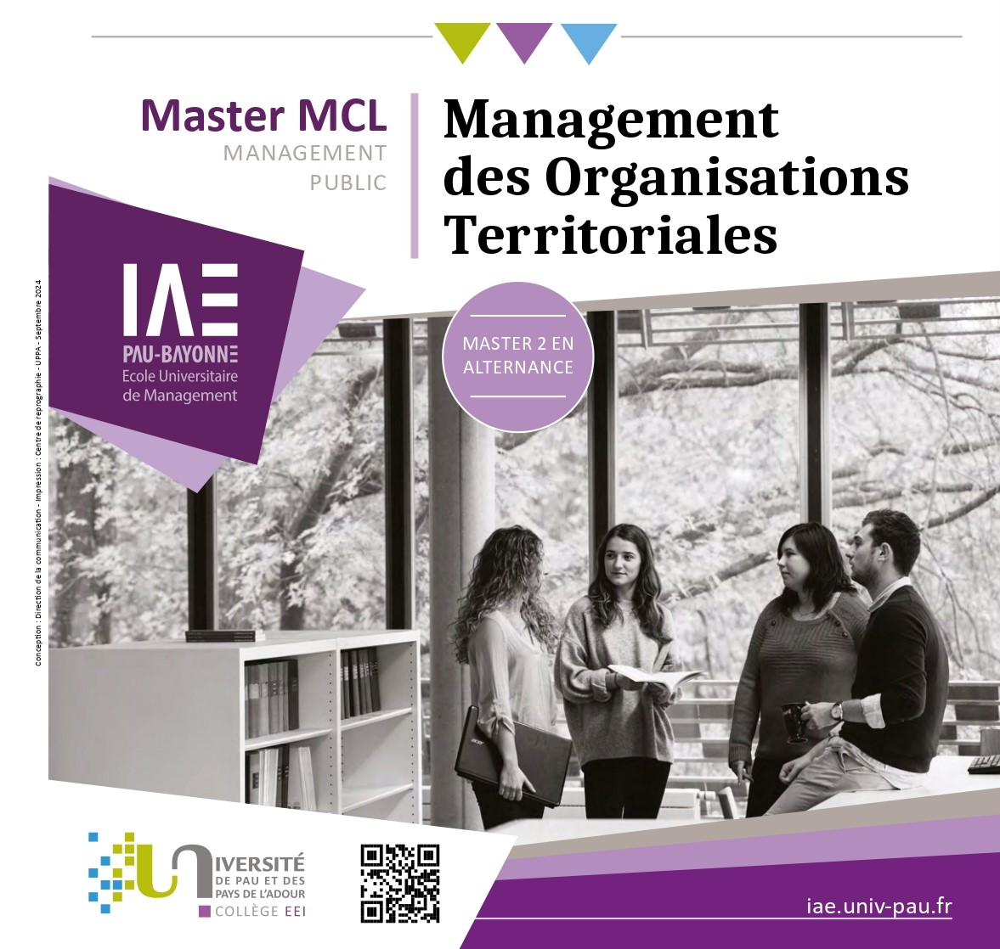 Master MCL
MANAGEMENT
PUBLIC
Management
des Organisations
Territoriales
IAE
PAU-BAYONNE
Ecole Universitaire
de Management
MASTER 2 EN
ALTERNANCE
Conception : Direction de la communication - Impression : Centre de reprographie - UPPA - Septembre 2024
acer
UNIVERSITÉ
DE PAU ET DES
PAYS DE L'ADOUR
COLLÈGE EEI
iae.univ-pau.fr